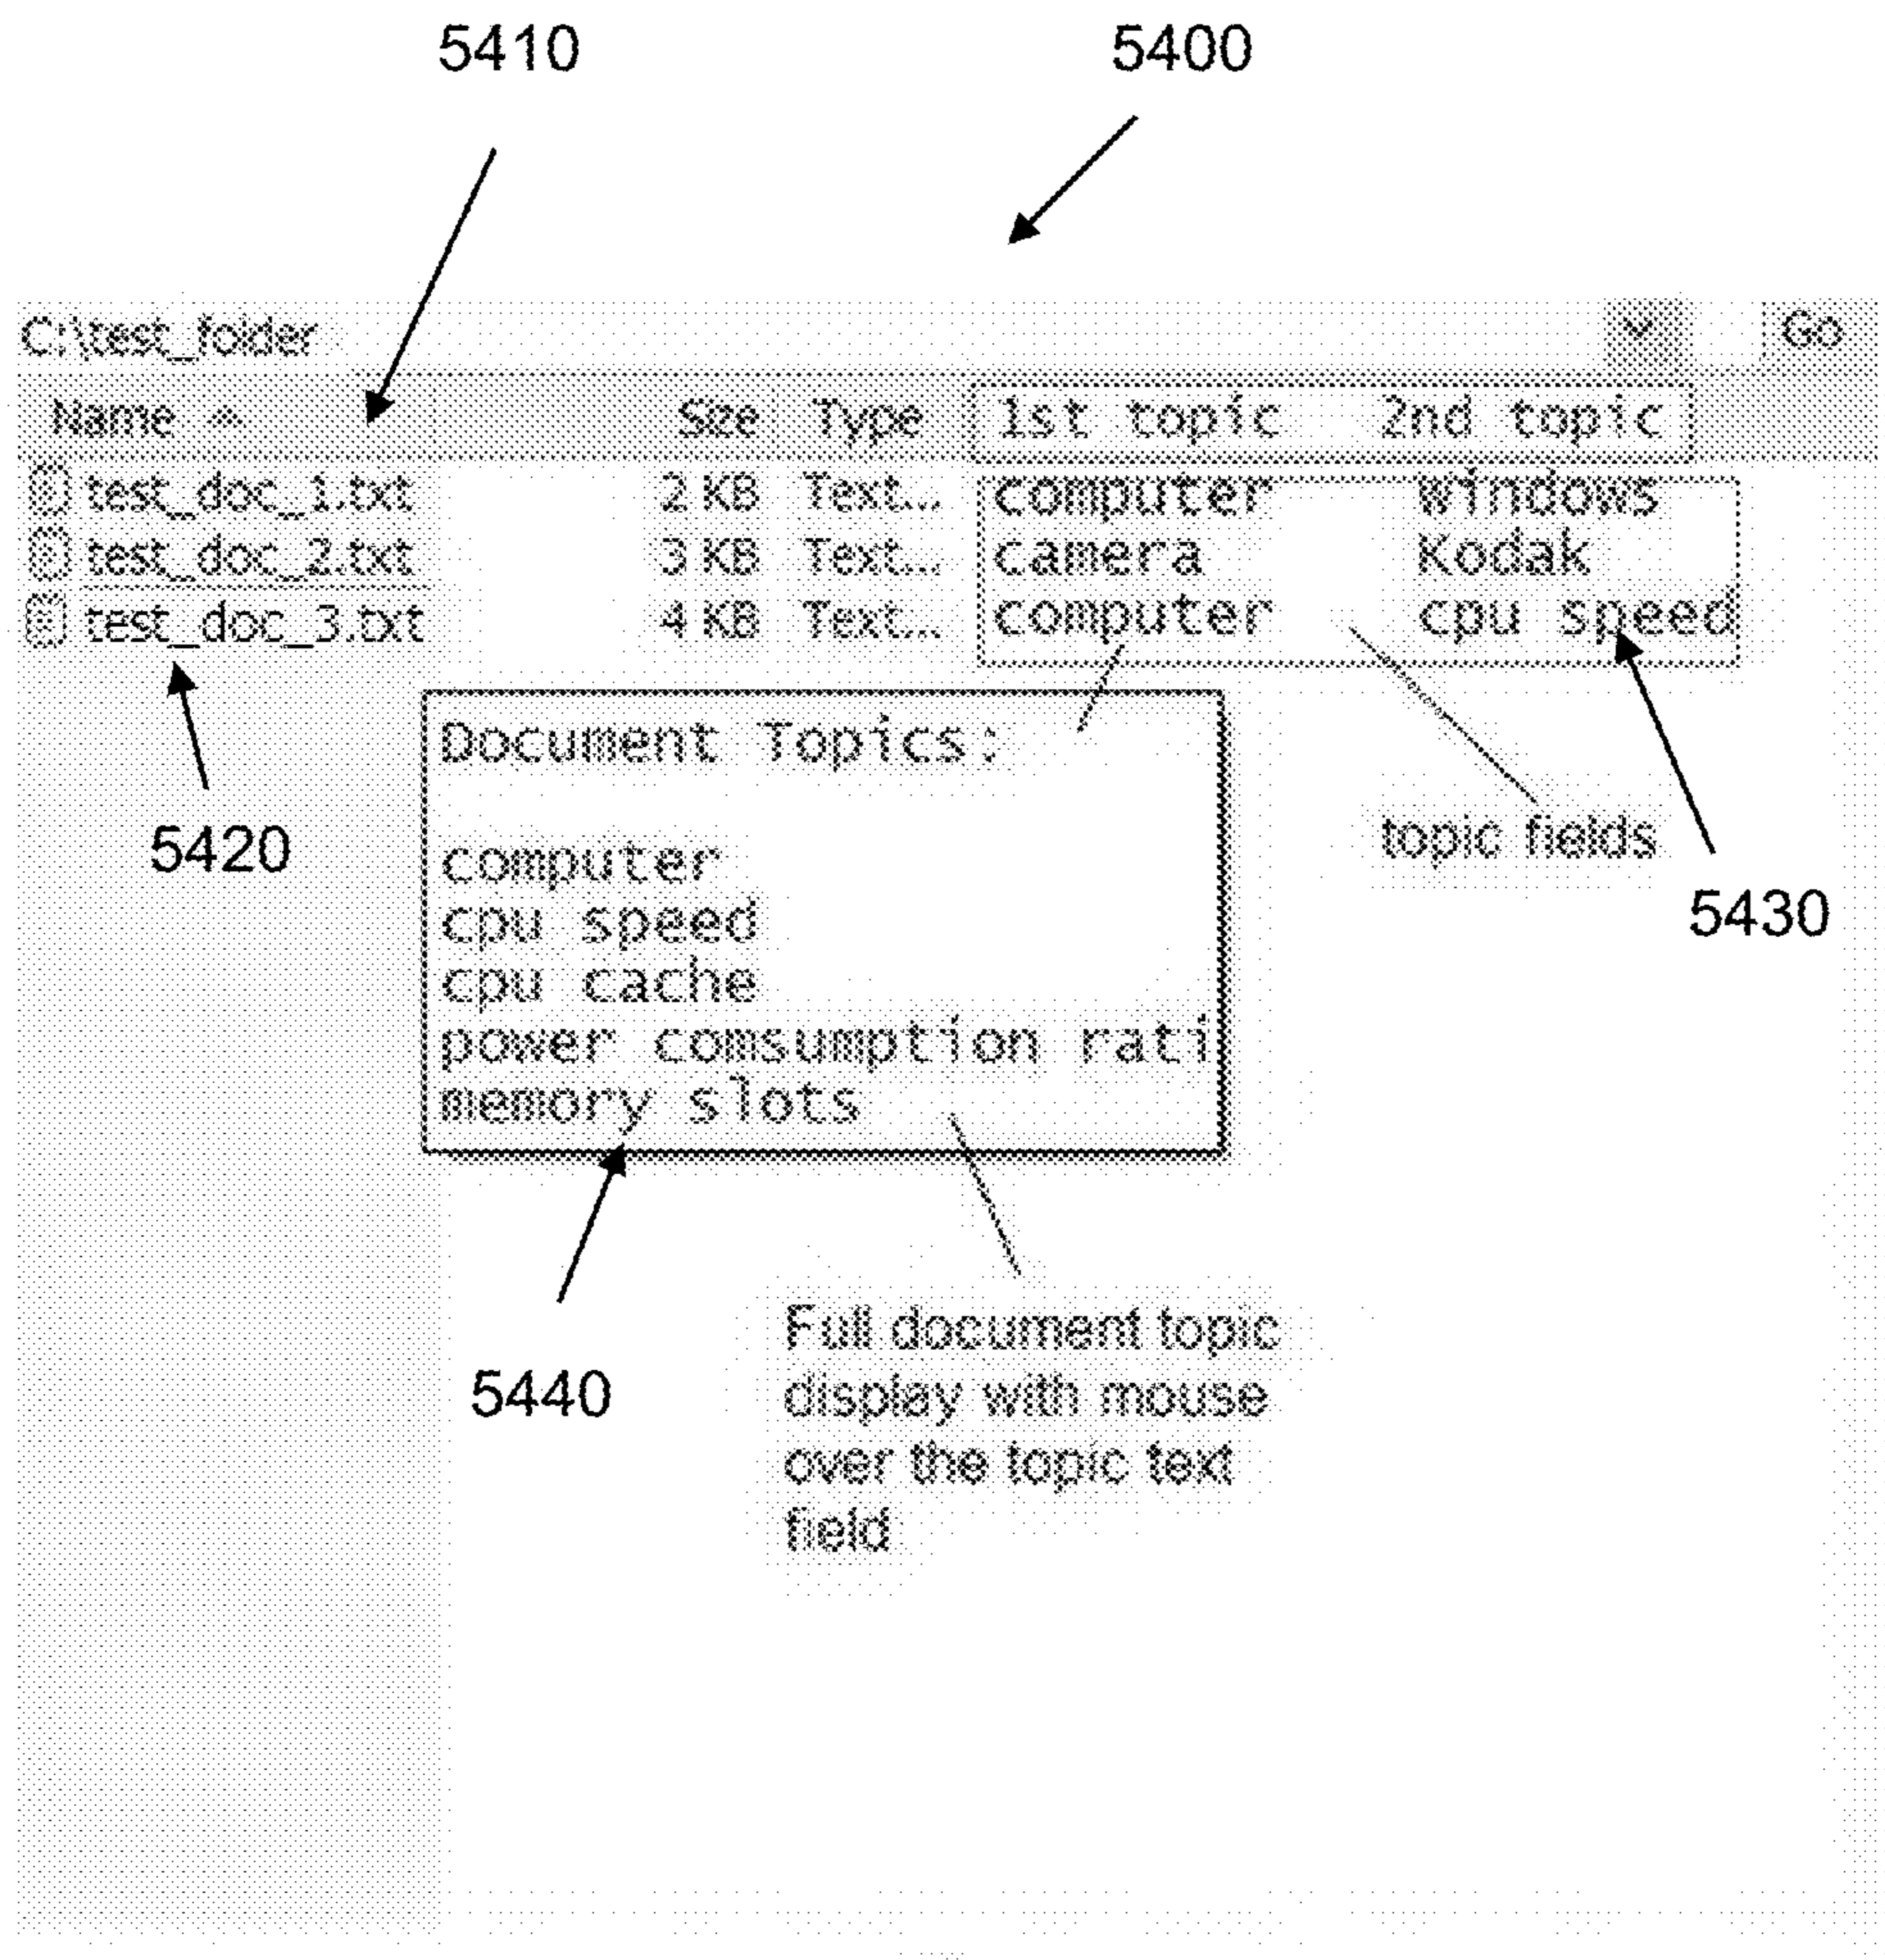 5410 5400
C:\test_folder Go
Name Size Type 1st topic 2nd topic
test_doc_1.txt 2 KB Text... computer windows
test_doc_2.txt 3 KB Text... camera Kodak
test_doc_3.txt 4 KB Text... computer cpu speed
Document Topics:
5420
topic fields
computer
5430
cpu speed
cpu cache
power comsumption rati
memory slots
5440
Full document topic
display with mouse
over the topic text
field